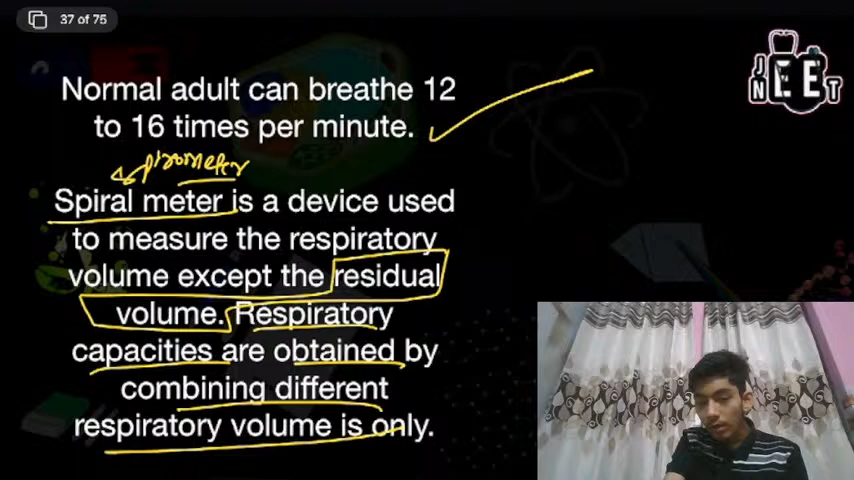 37 of 75
J EE
N T
Normal adult can breathe 12
to 16 times per minute.
spirometer
Spiral meter is a device used
to measure the respiratory
volume except the residual
volume. Respiratory
capacities are obtained by
combining different
respiratory volume is only.